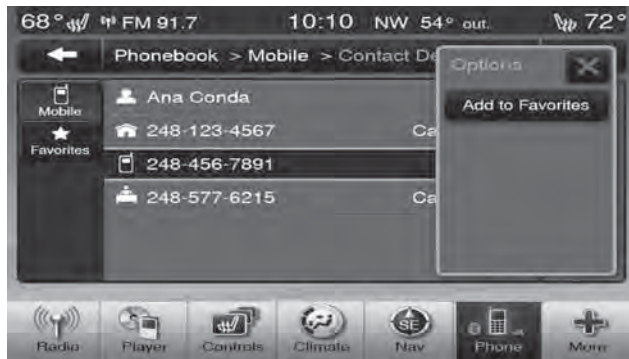 68° FM 91.7 10:10 NW 54° out. 72°
Phonebook > Mobile > Contact De
Options
Mobile
Ana Conda
Add to Favorites
Favorites
248-123-4567 Ca
248-456-7891
248-577-6215 Ca
Radio Player Controls Climate SE Nav Phone More